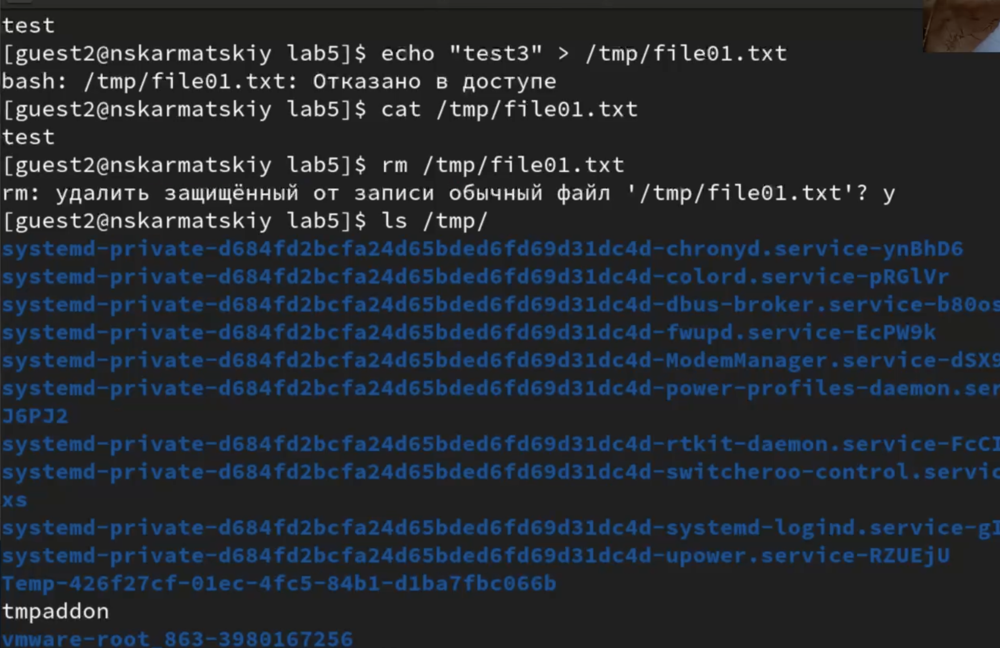 test
[guest2@nskarmatskiy lab5]$ echo "test3" > /tmp/file01.txt
bash: /tmp/file01.txt: Отказано в доступе
[guest2@nskarmatskiy lab5]$ cat /tmp/file01.txt
test
[guest2@nskarmatskiy lab5]$ rm /tmp/file01.txt
rm: удалить защищённый от записи обычный файл '/tmp/file01.txt'? y
[guest2@nskarmatskiy lab5]$ ls /tmp/
systemd-private-d684fd2bcfa24d65bded6fd69d31dc4d-chronyd.service-ynBhD6
systemd-private-d684fd2bcfa24d65bded6fd69d31dc4d-colord.service-pRGlVr
systemd-private-d684fd2bcfa24d65bded6fd69d31dc4d-dbus-broker.service-b80os
systemd-private-d684fd2bcfa24d65bded6fd69d31dc4d-fwupd.service-EcPW9k
systemd-private-d684fd2bcfa24d65bded6fd69d31dc4d-ModemManager.service-dSX9
systemd-private-d684fd2bcfa24d65bded6fd69d31dc4d-power-profiles-daemon.ser
J6PJ2
systemd-private-d684fd2bcfa24d65bded6fd69d31dc4d-rtkit-daemon.service-FcCI
systemd-private-d684fd2bcfa24d65bded6fd69d31dc4d-switcheroo-control.servic
xs
systemd-private-d684fd2bcfa24d65bded6fd69d31dc4d-systemd-logind.service-gI
systemd-private-d684fd2bcfa24d65bded6fd69d31dc4d-upower.service-RZUEjU
Temp-426f27cf-01ec-4fc5-84b1-d1ba7fbc066b
tmpaddon
vmware-root_863-3980167256